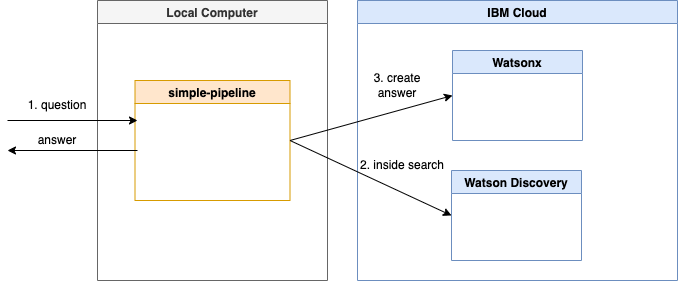 Local Computer
IBM Cloud
simple-pipeline
1. question
answer
3. create
answer
Watsonx
2. inside search
Watson Discovery